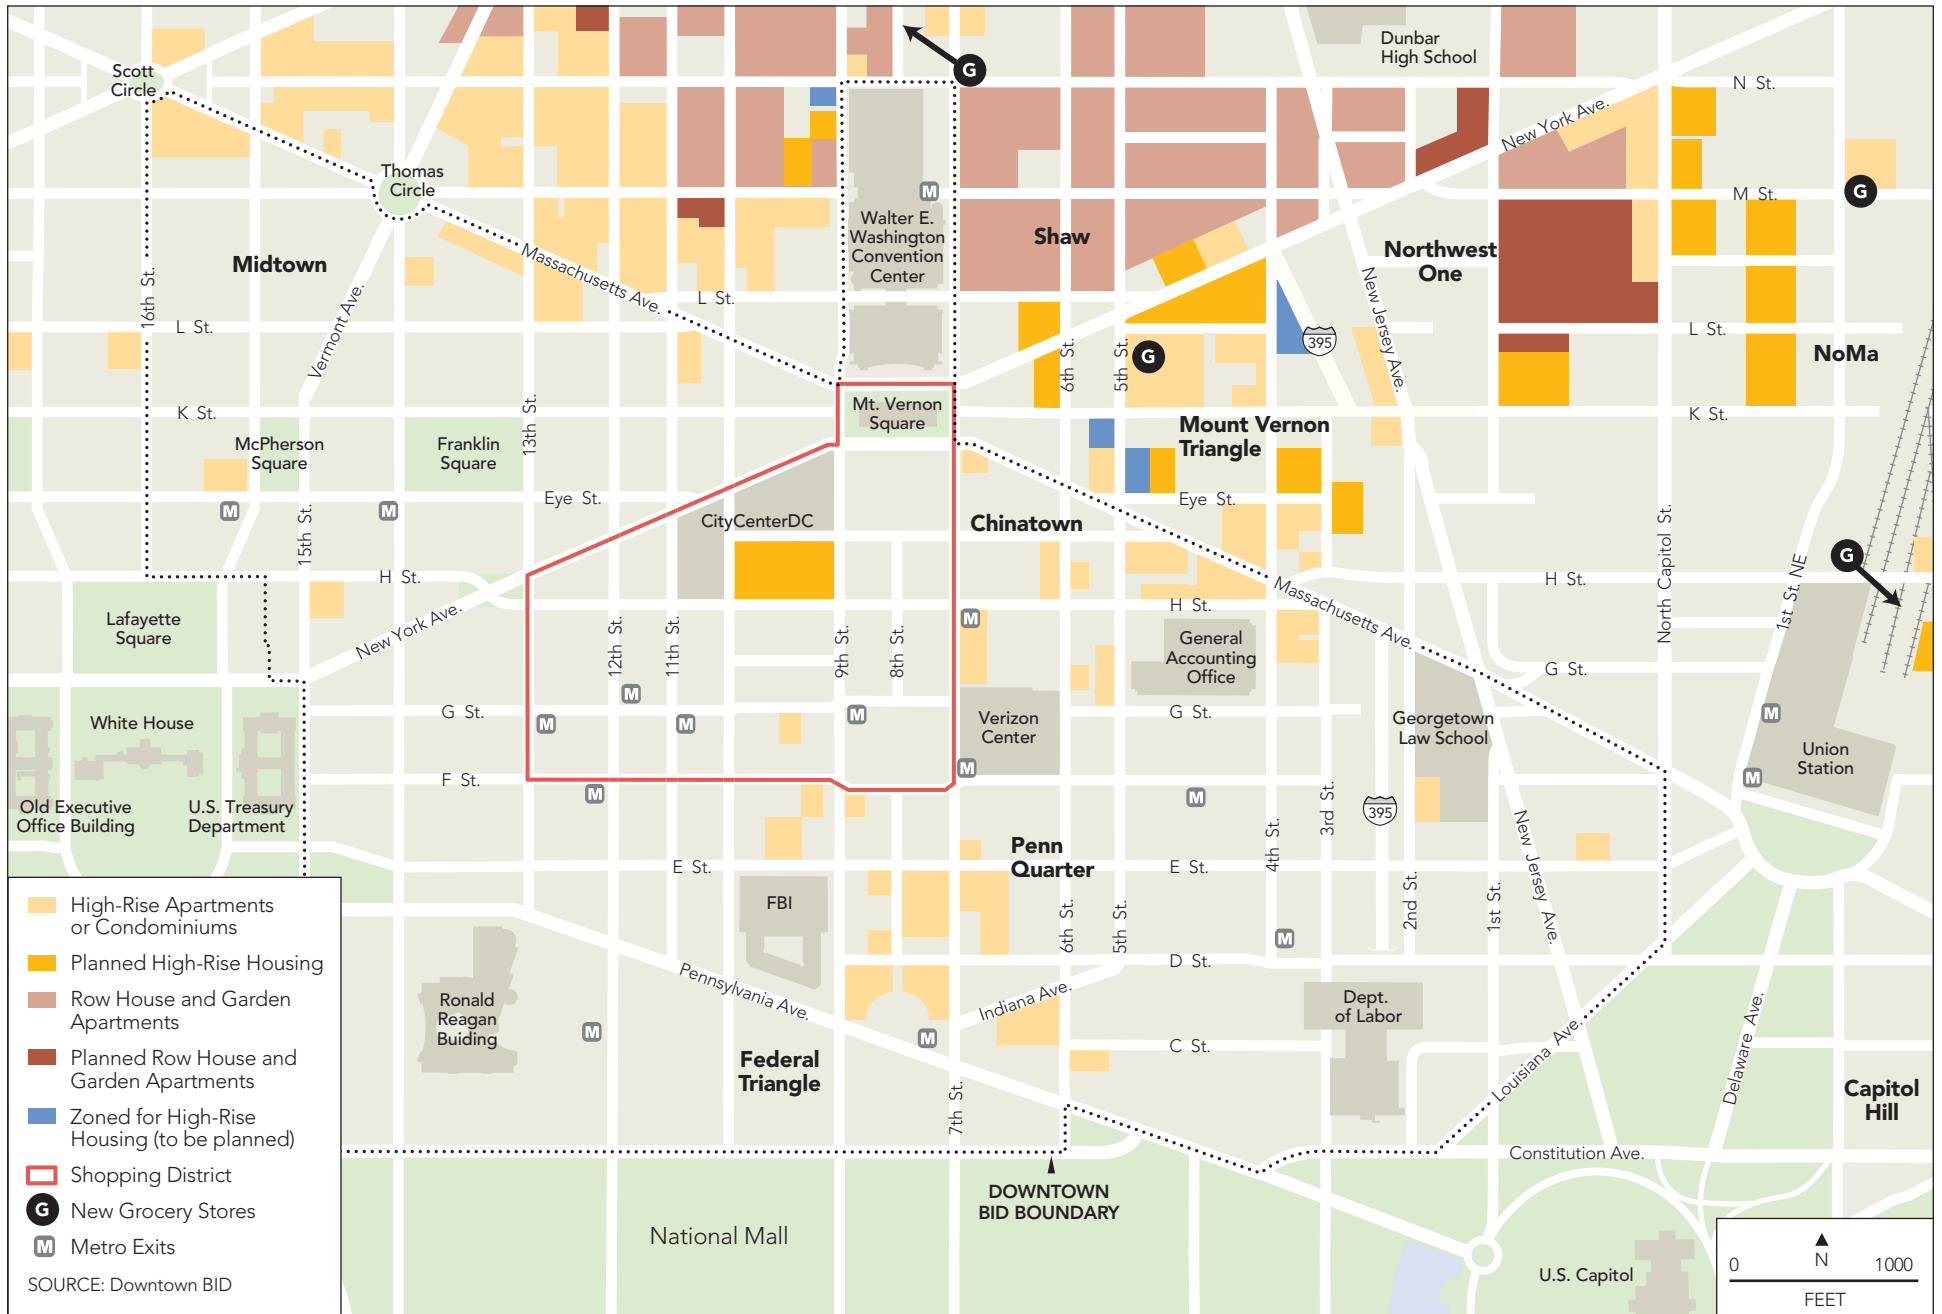 Dunbar
High School
Scott
Circle
G
N St.
New York Ave.
Thomas
Circle
M
G
M St.
Walter E.
Washington
Convention
Center
Shaw
Northwest
One
Midtown
Massachusetts Ave.
16th St.
L St.
New Jersey Ave.
L St.
Vermont Ave.
395
L St.
6th St.
5th St.
G
NoMa
K St.
13th St.
Mt. Vernon
Square
K St.
McPherson
Square
Franklin
Square
Mount Vernon
Triangle
Eye St.
Eye St.
M
M
15th St.
CityCenterDC
Chinatown
North Capitol St.
G
H St.
H St.
1st St. NE
Massachusetts Ave.
H St.
New York Ave.
Lafayette
Square
12th St.
11th St.
9th St.
8th St.
M
General
Accounting
Office
G St.
M
G St.
M
M
M
G St.
White House
Verizon
Center
Georgetown
Law School
M
Union
Station
F St.
M
M
M
M
Old Executive
Office Building
U.S. Treasury
Department
395
3rd St.
4th St.
New Jersey Ave.
Penn
Quarter
E St.
E St.
2nd St.
1st St.
FBI
6th St.
5th St.
M
D St.
Pennsylvania Ave.
Indiana Ave.
Ronald
Reagan
Buiding
M
M
Dept.
of Labor
C St.
Louisiana Ave.
Delaware Ave.
Federal
Triangle
7th St.
Capitol
Hill
Constitution Ave.
DOWNTOWN
BID BOUNDARY
National Mall
U.S. Capitol
High-Rise Apartments
or Condominiums
Planned High-Rise Housing
Row House and Garden
Apartments
Planned Row House and
Garden Apartments
Zoned for High-Rise
Housing (to be planned)
Shopping District
G New Grocery Stores
M Metro Exits
SOURCE: Downtown BID
N
0 1000
FEET